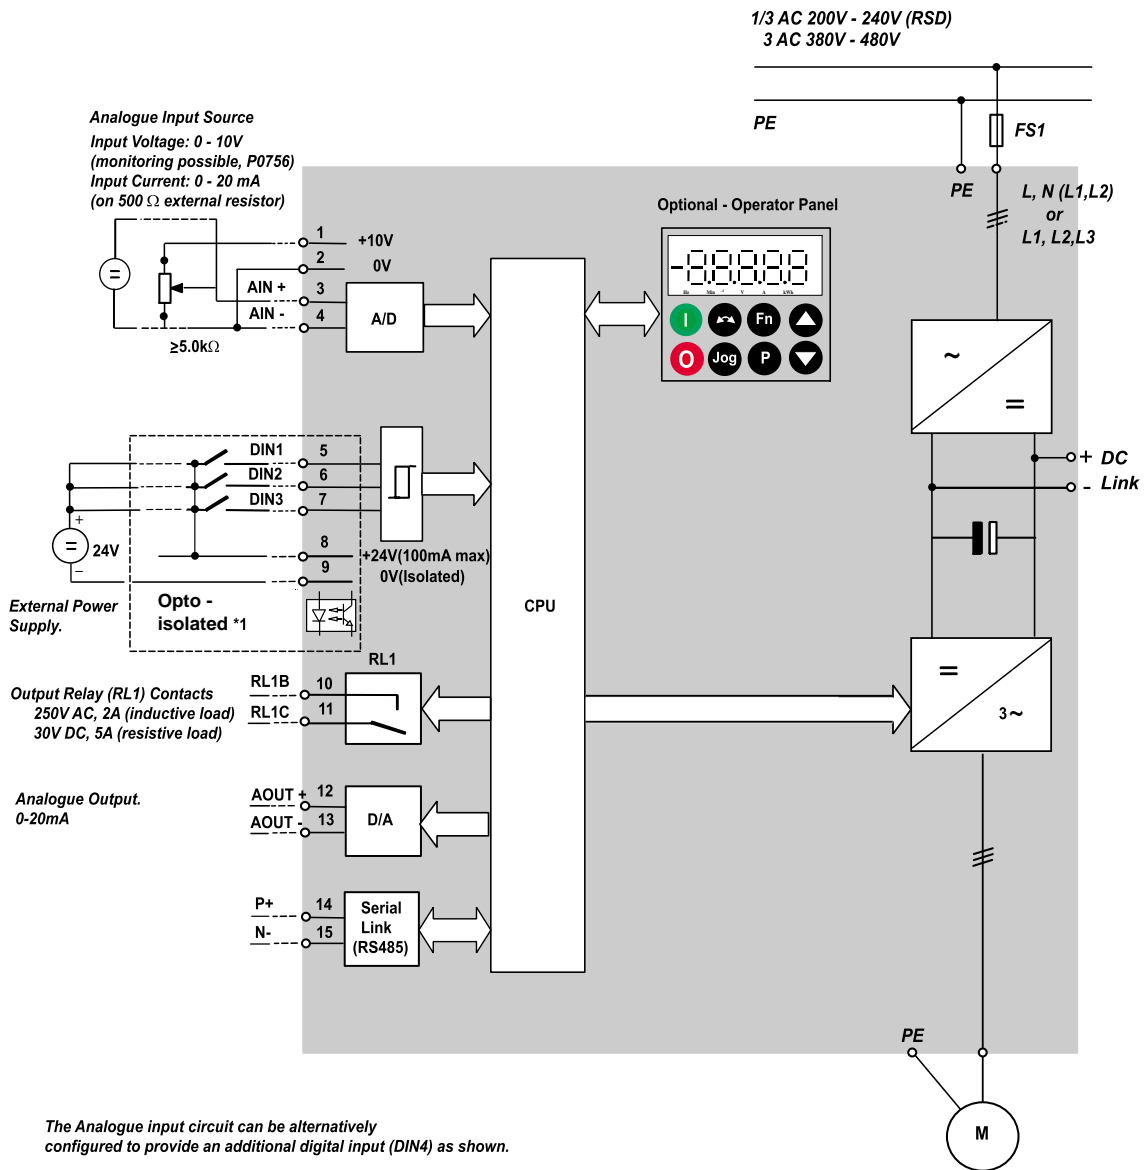 1/3 AC 200V - 240V (RSD)
3 AC 380V - 480V
PE
FS1
Analogue Input Source
Input Voltage: 0 - 10V
(monitoring possible, P0756)
Input Current: 0 - 20 mA
(on 500 Ω external resistor)
PE
L, N (L1,L2)
or
L1, L2,L3
Optional - Operator Panel
1
+10V
2
0V
AIN +
3
AIN -
4
A/D
≥5.0kΩ
Hz Min V A kWh
I
Fn
O
Jog
P
~
=
+ DC
- Link
DIN1
5
DIN2
6
DIN3
7
+
=
24V
–
8
+24V(100mA max)
9
0V(Isolated)
External Power
Supply.
Opto -
isolated *1
CPU
RL1
RL1B
10
RL1C
11
Output Relay (RL1) Contacts
250V AC, 2A (inductive load)
30V DC, 5A (resistive load)
=
3~
Analogue Output.
0-20mA
AOUT +
12
AOUT -
13
D/A
P+
14
N-
15
Serial
Link
(RS485)
PE
M
The Analogue input circuit can be alternatively
configured to provide an additional digital input (DIN4) as shown.